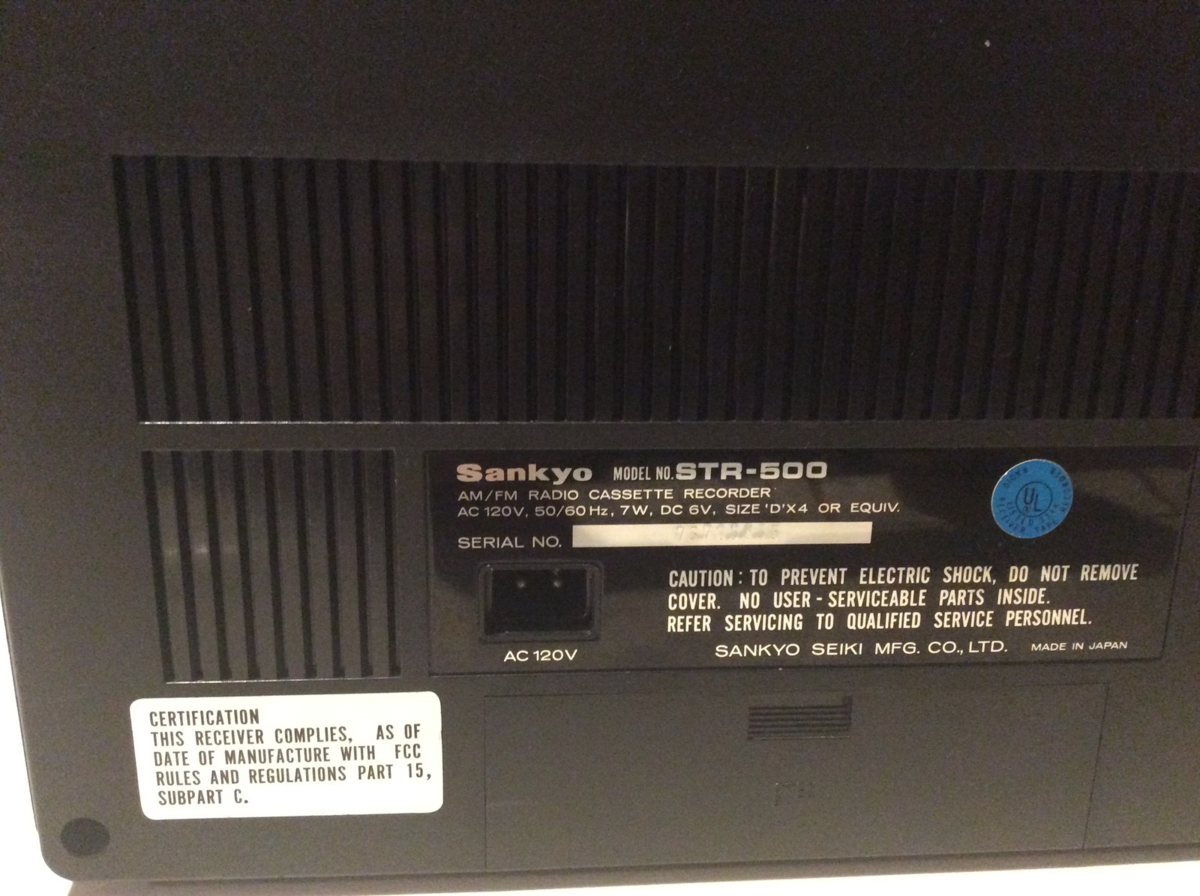 Sankyo MODEL NO. STR-500
AM/FM RADIO CASSETTE RECORDER
AC 120V, 50/60Hz, 7W, DC 6V, SIZE 'D'X4 OR EQUIV.
SERIAL NO.
UL
CAUTION : TO PREVENT ELECTRIC SHOCK, DO NOT REMOVE
COVER. NO USER - SERVICEABLE PARTS INSIDE.
REFER SERVICING TO QUALIFIED SERVICE PERSONNEL.
AC 120V
SANKYO SEIKI MFG. CO., LTD. MADE IN JAPAN
CERTIFICATION
THIS RECEIVER COMPLIES, AS OF
DATE OF MANUFACTURE WITH FCC
RULES AND REGULATIONS PART 15,
SUBPART C.